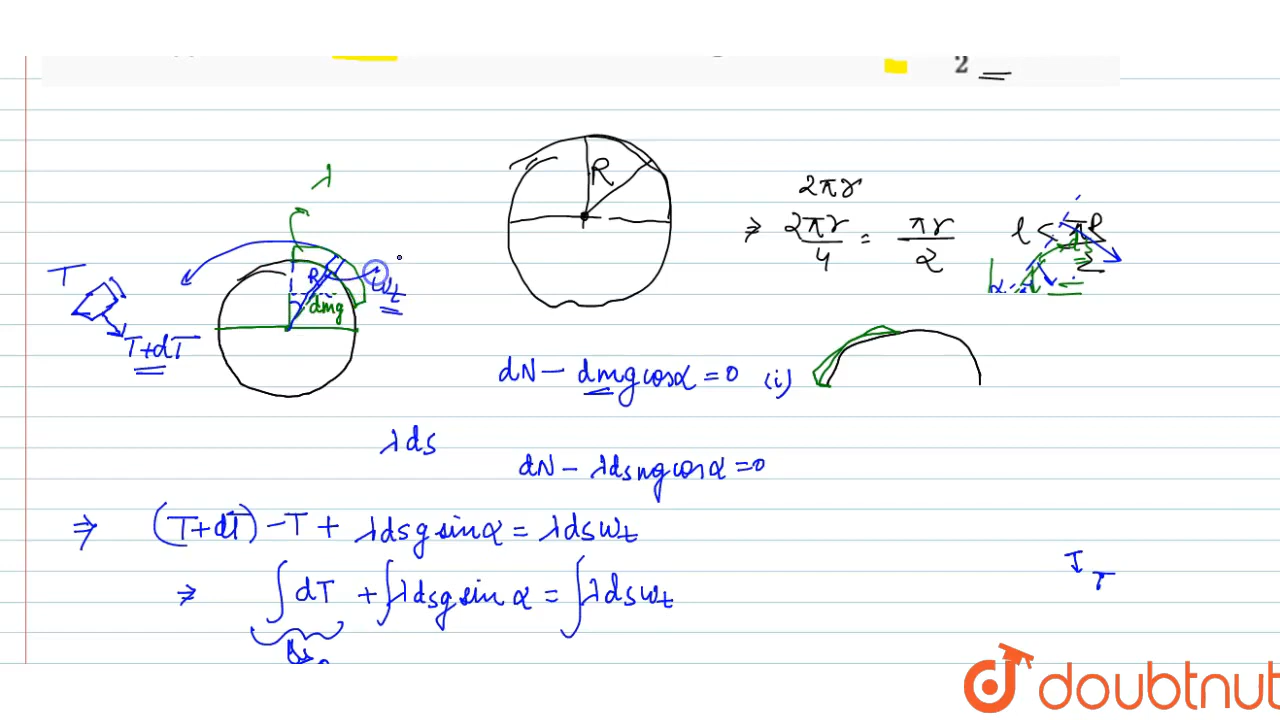 2
λ
R
2πr
⇒ 2πr/4 = πr/2
l <
T
R
ωt
dmg
T+dT
dN − dmg cosα = 0 (i)
λds
dN − λds mg cosα = 0
⇒ (T+dT) − T + λds g sinα = λds ωt
⇒ ∫dT + ∫λds g sinα = ∫λds ωt
T
doubtnut